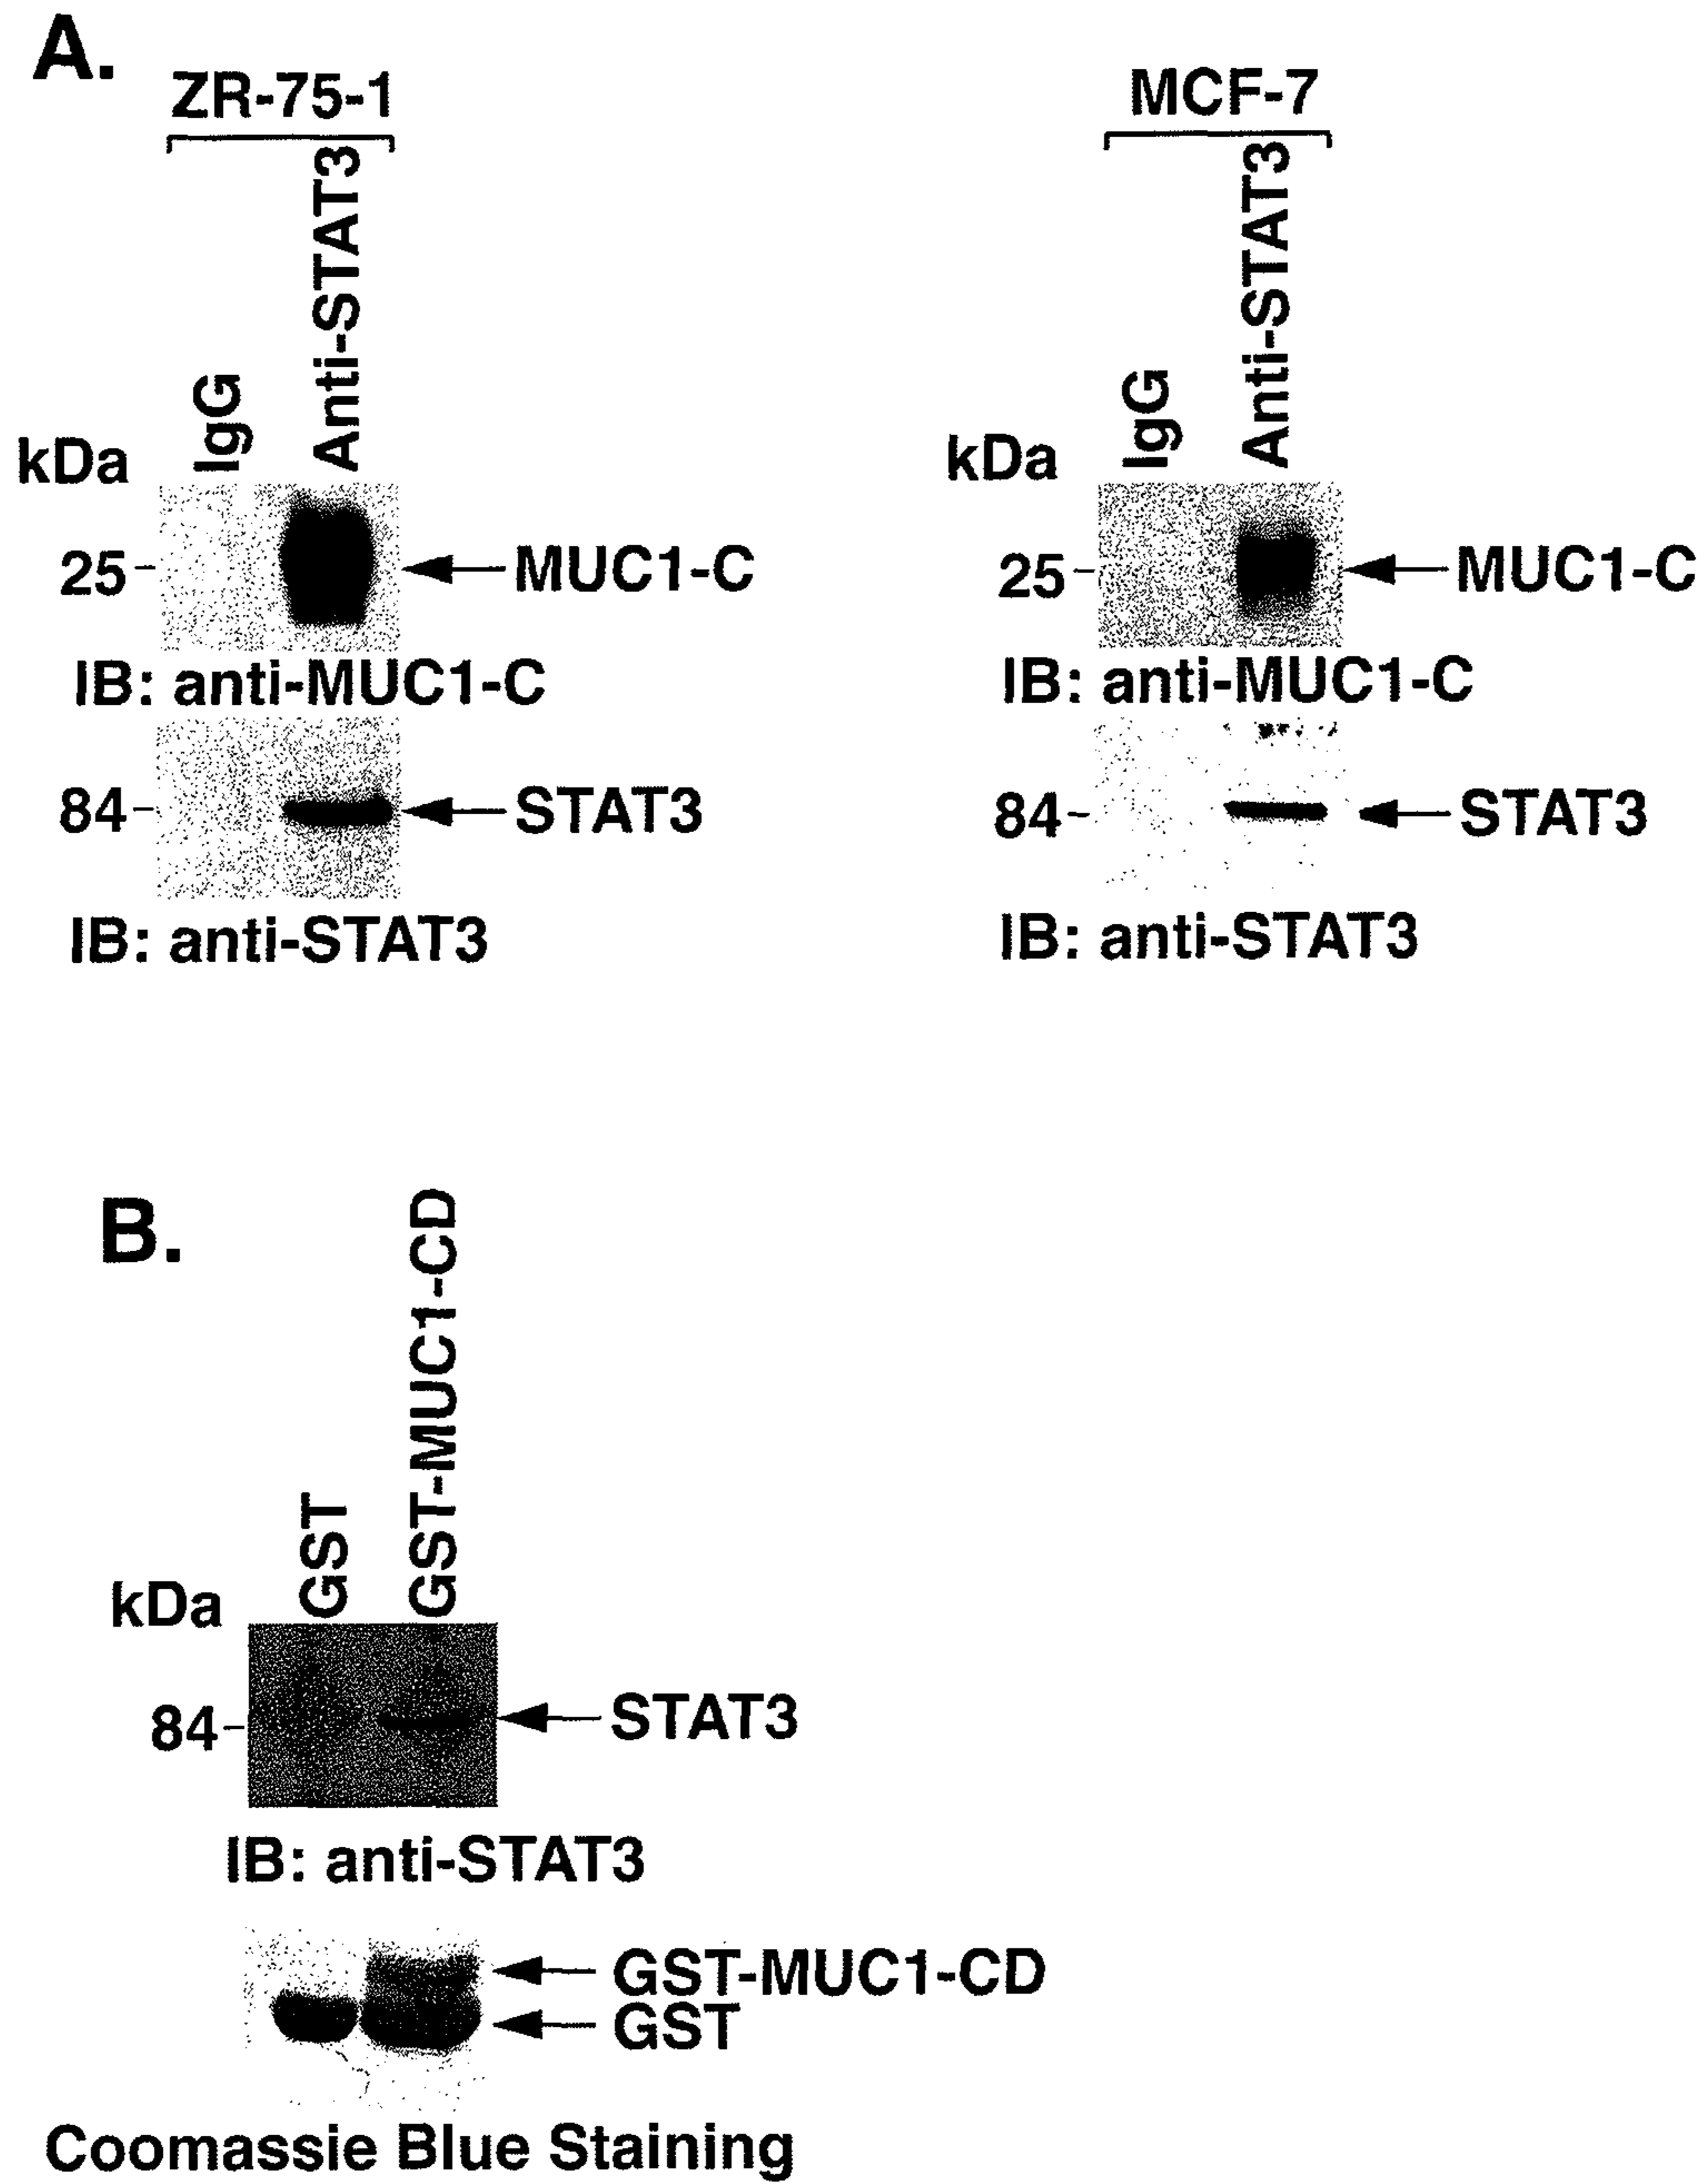 A.
ZR-75-1
IgG
Anti-STAT3
kDa
25
MUC1-C
IB: anti-MUC1-C
84
STAT3
IB: anti-STAT3
MCF-7
IgG
Anti-STAT3
kDa
25
MUC1-C
IB: anti-MUC1-C
84
STAT3
IB: anti-STAT3
B.
GST
GST-MUC1-CD
kDa
84
STAT3
IB: anti-STAT3
GST-MUC1-CD
GST
Coomassie Blue Staining